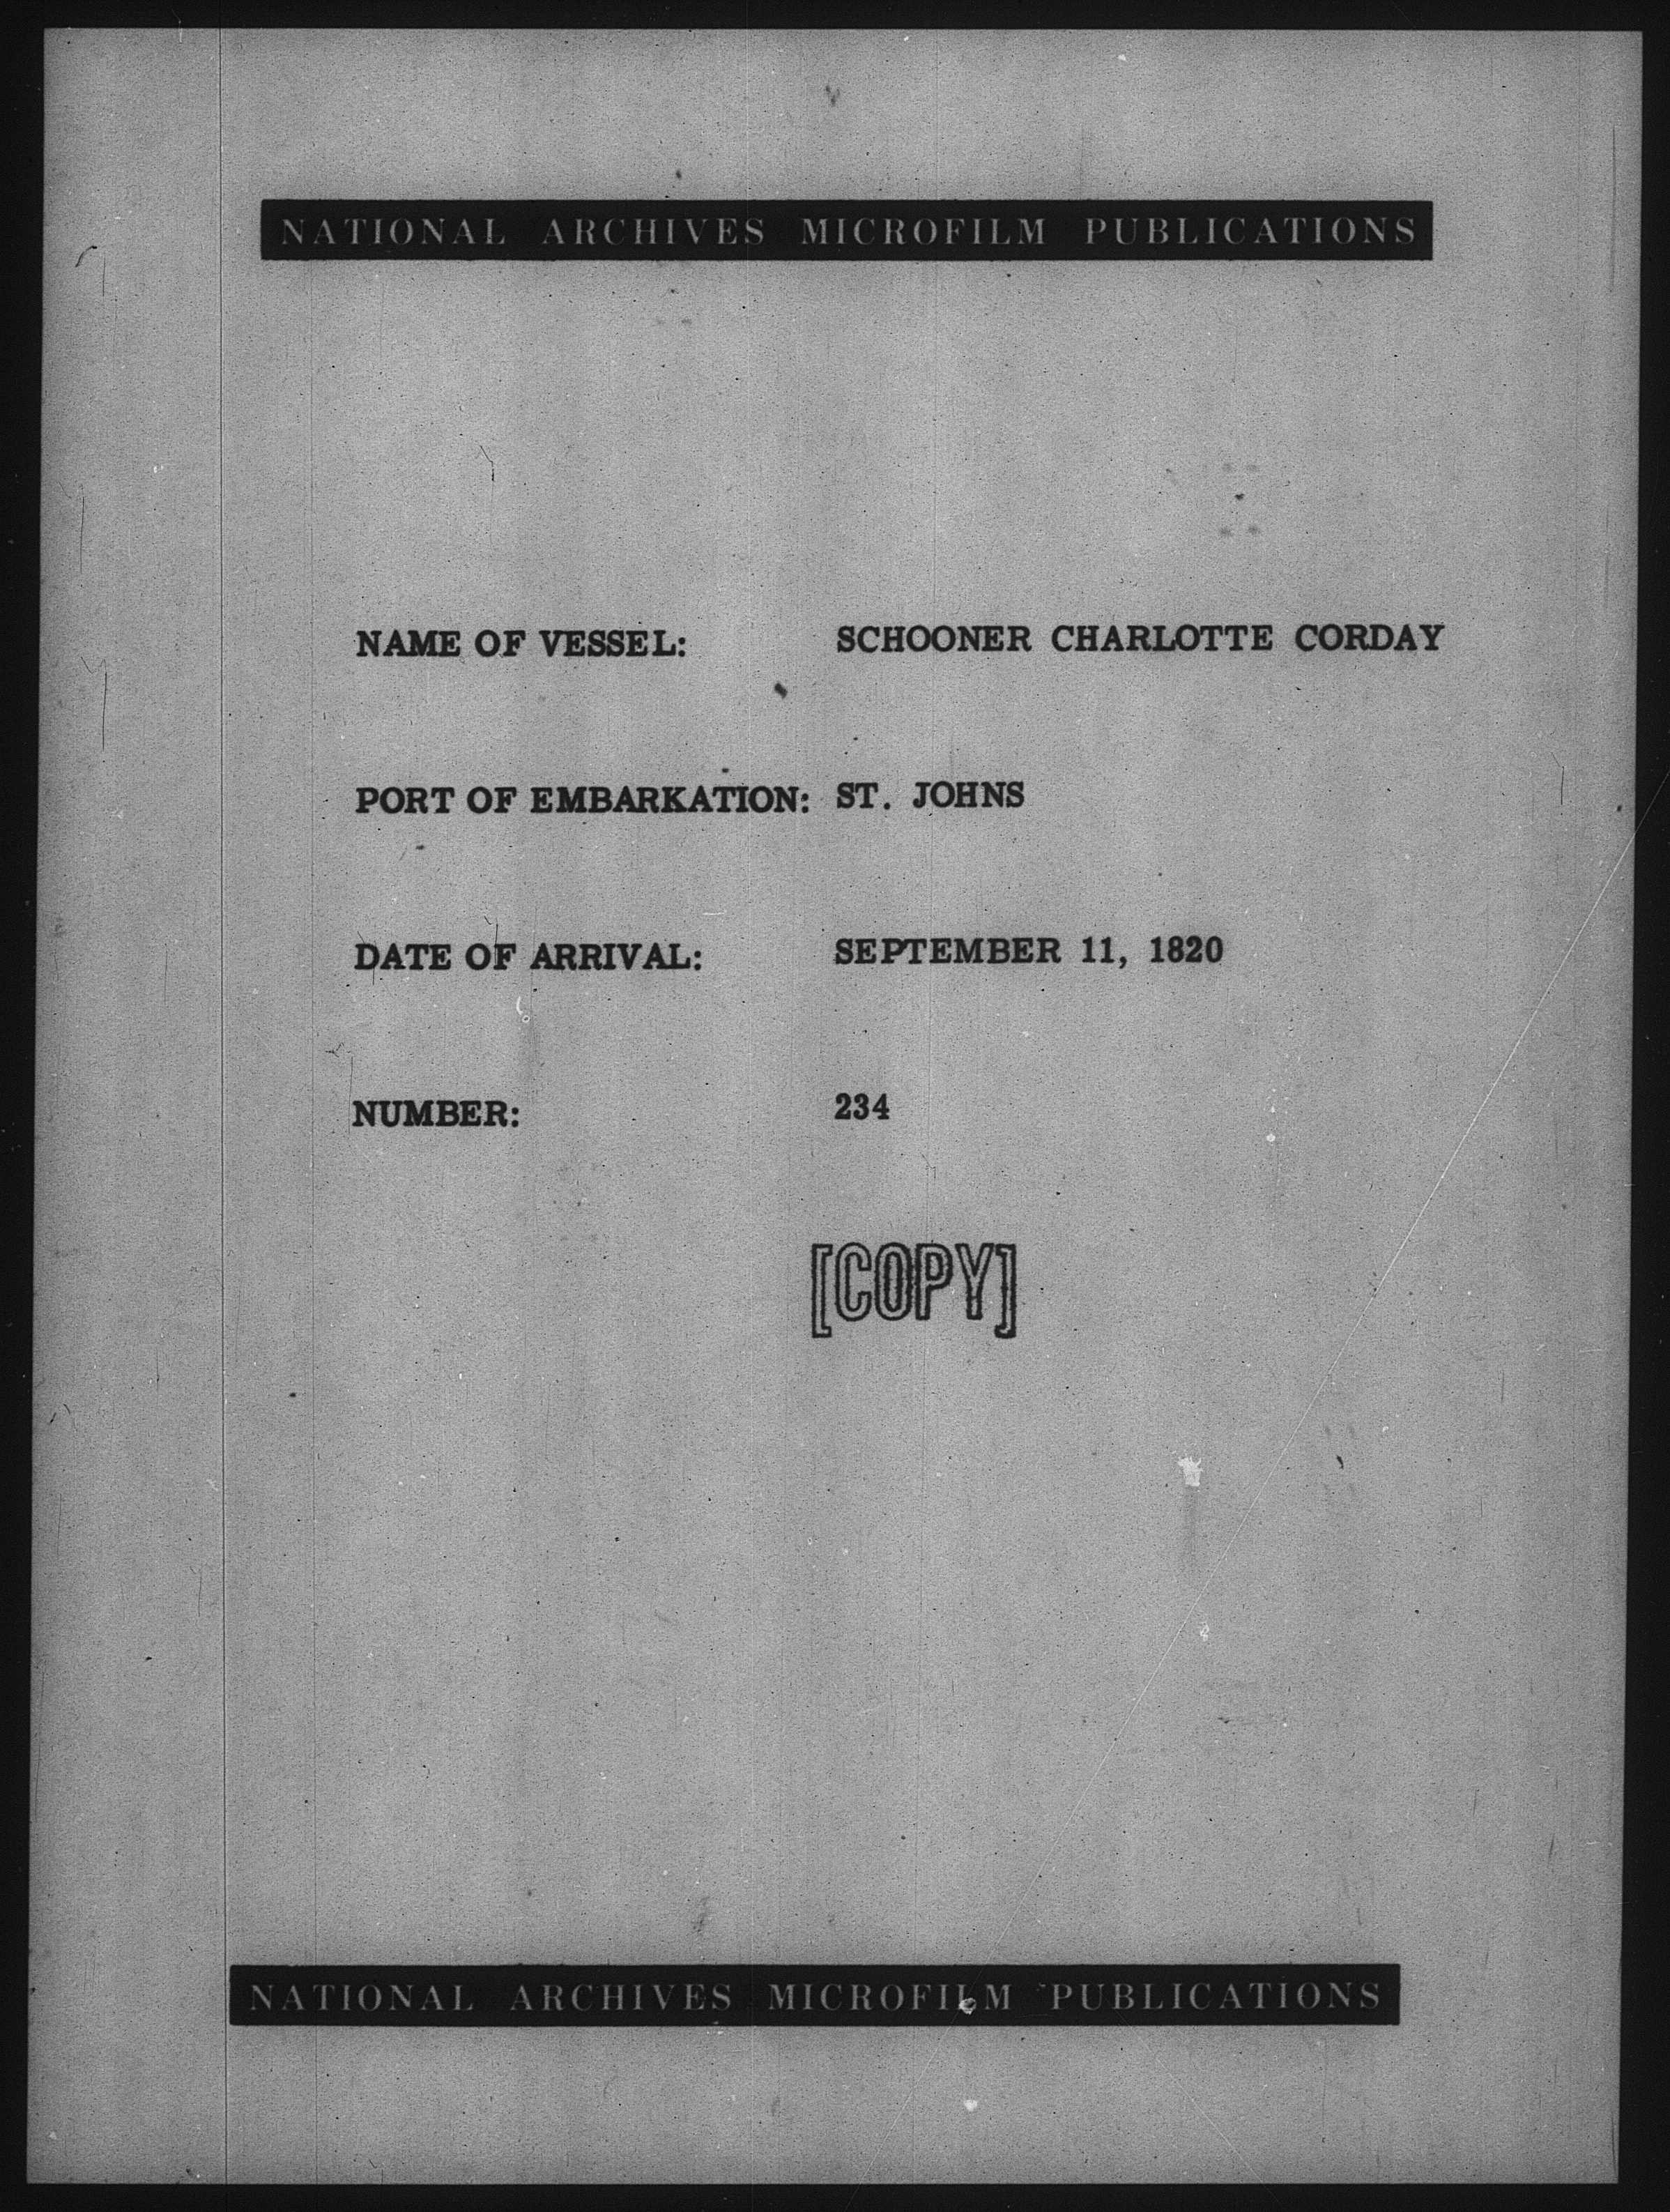 NATIONAL ARCHIVES MICROFILM PUBLICATIONS
NAME OF VESSEL: SCHOONER CHARLOTTE CORDAY
PORT OF EMBARKATION: ST. JOHNS
DATE OF ARRIVAL: SEPTEMBER 11, 1820
NUMBER: 234
[COPY]
NATIONAL ARCHIVES MICROFILM PUBLICATIONS